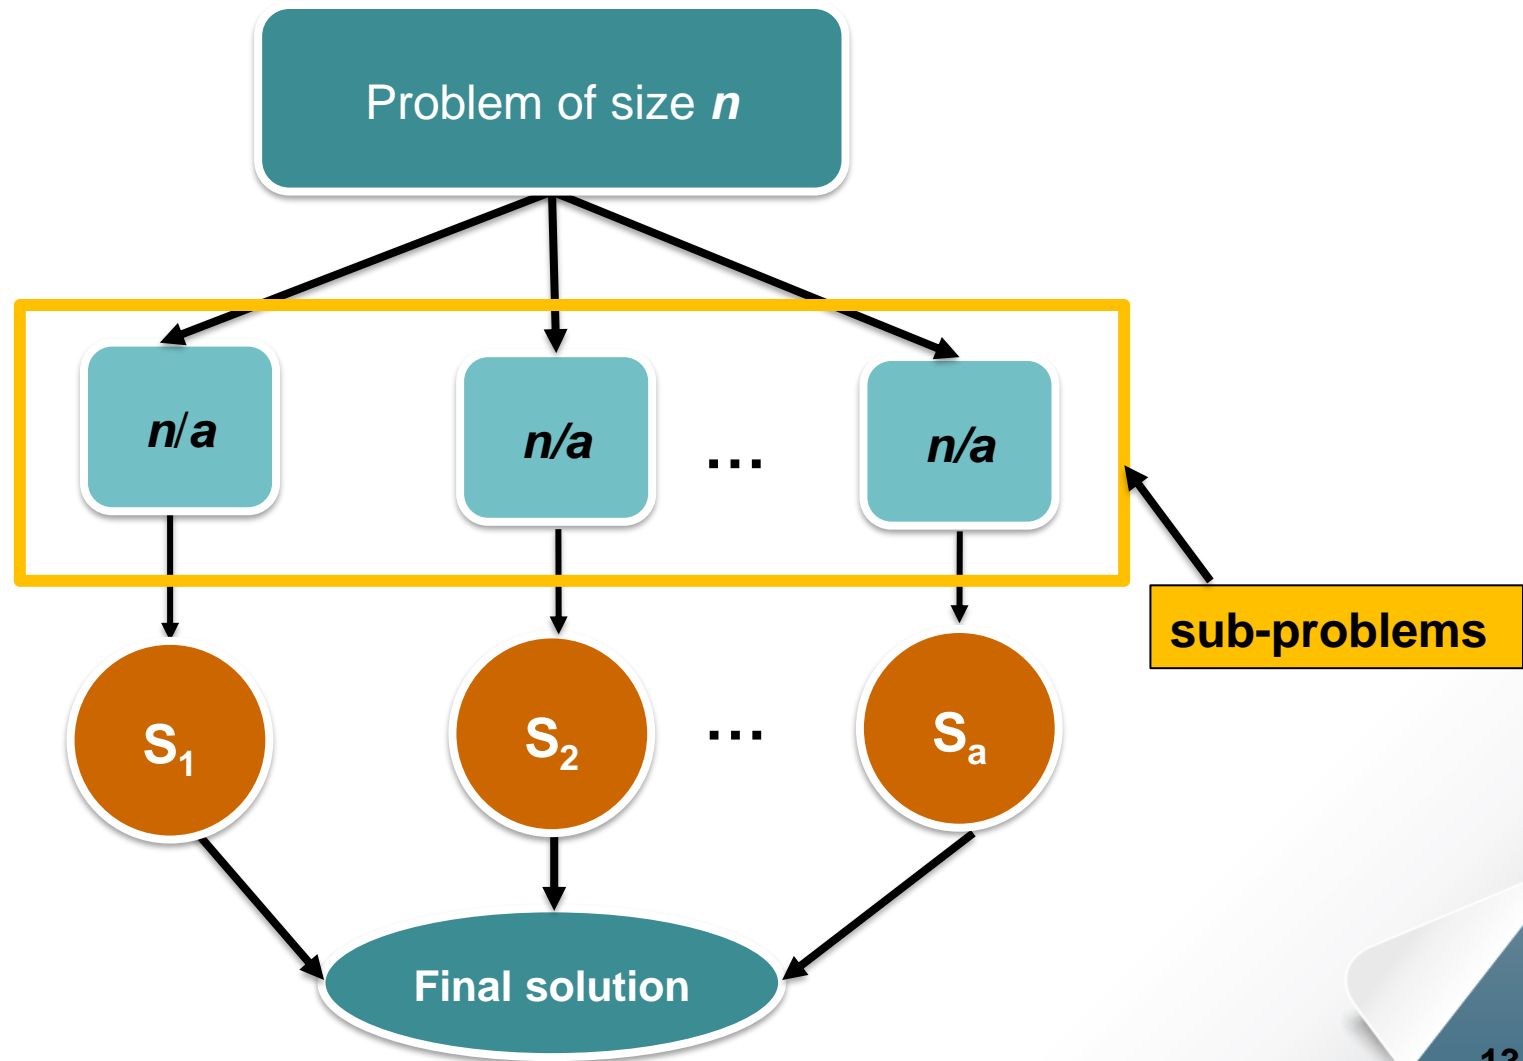 Problem of size n
n/a
n/a
...
n/a
sub-problems
S1
S2
...
Sa
Final solution